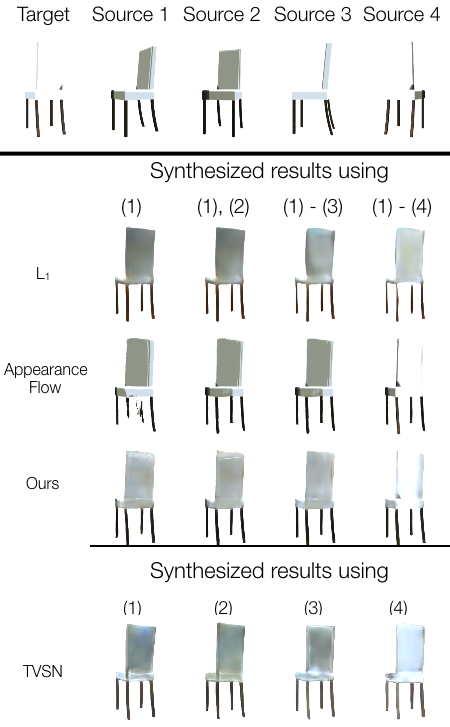 Target Source 1 Source 2 Source 3 Source 4
Synthesized results using
(1) (1), (2) (1) - (3) (1) - (4)
L1
Appearance
Flow
Ours
Synthesized results using
(1) (2) (3) (4)
TVSN